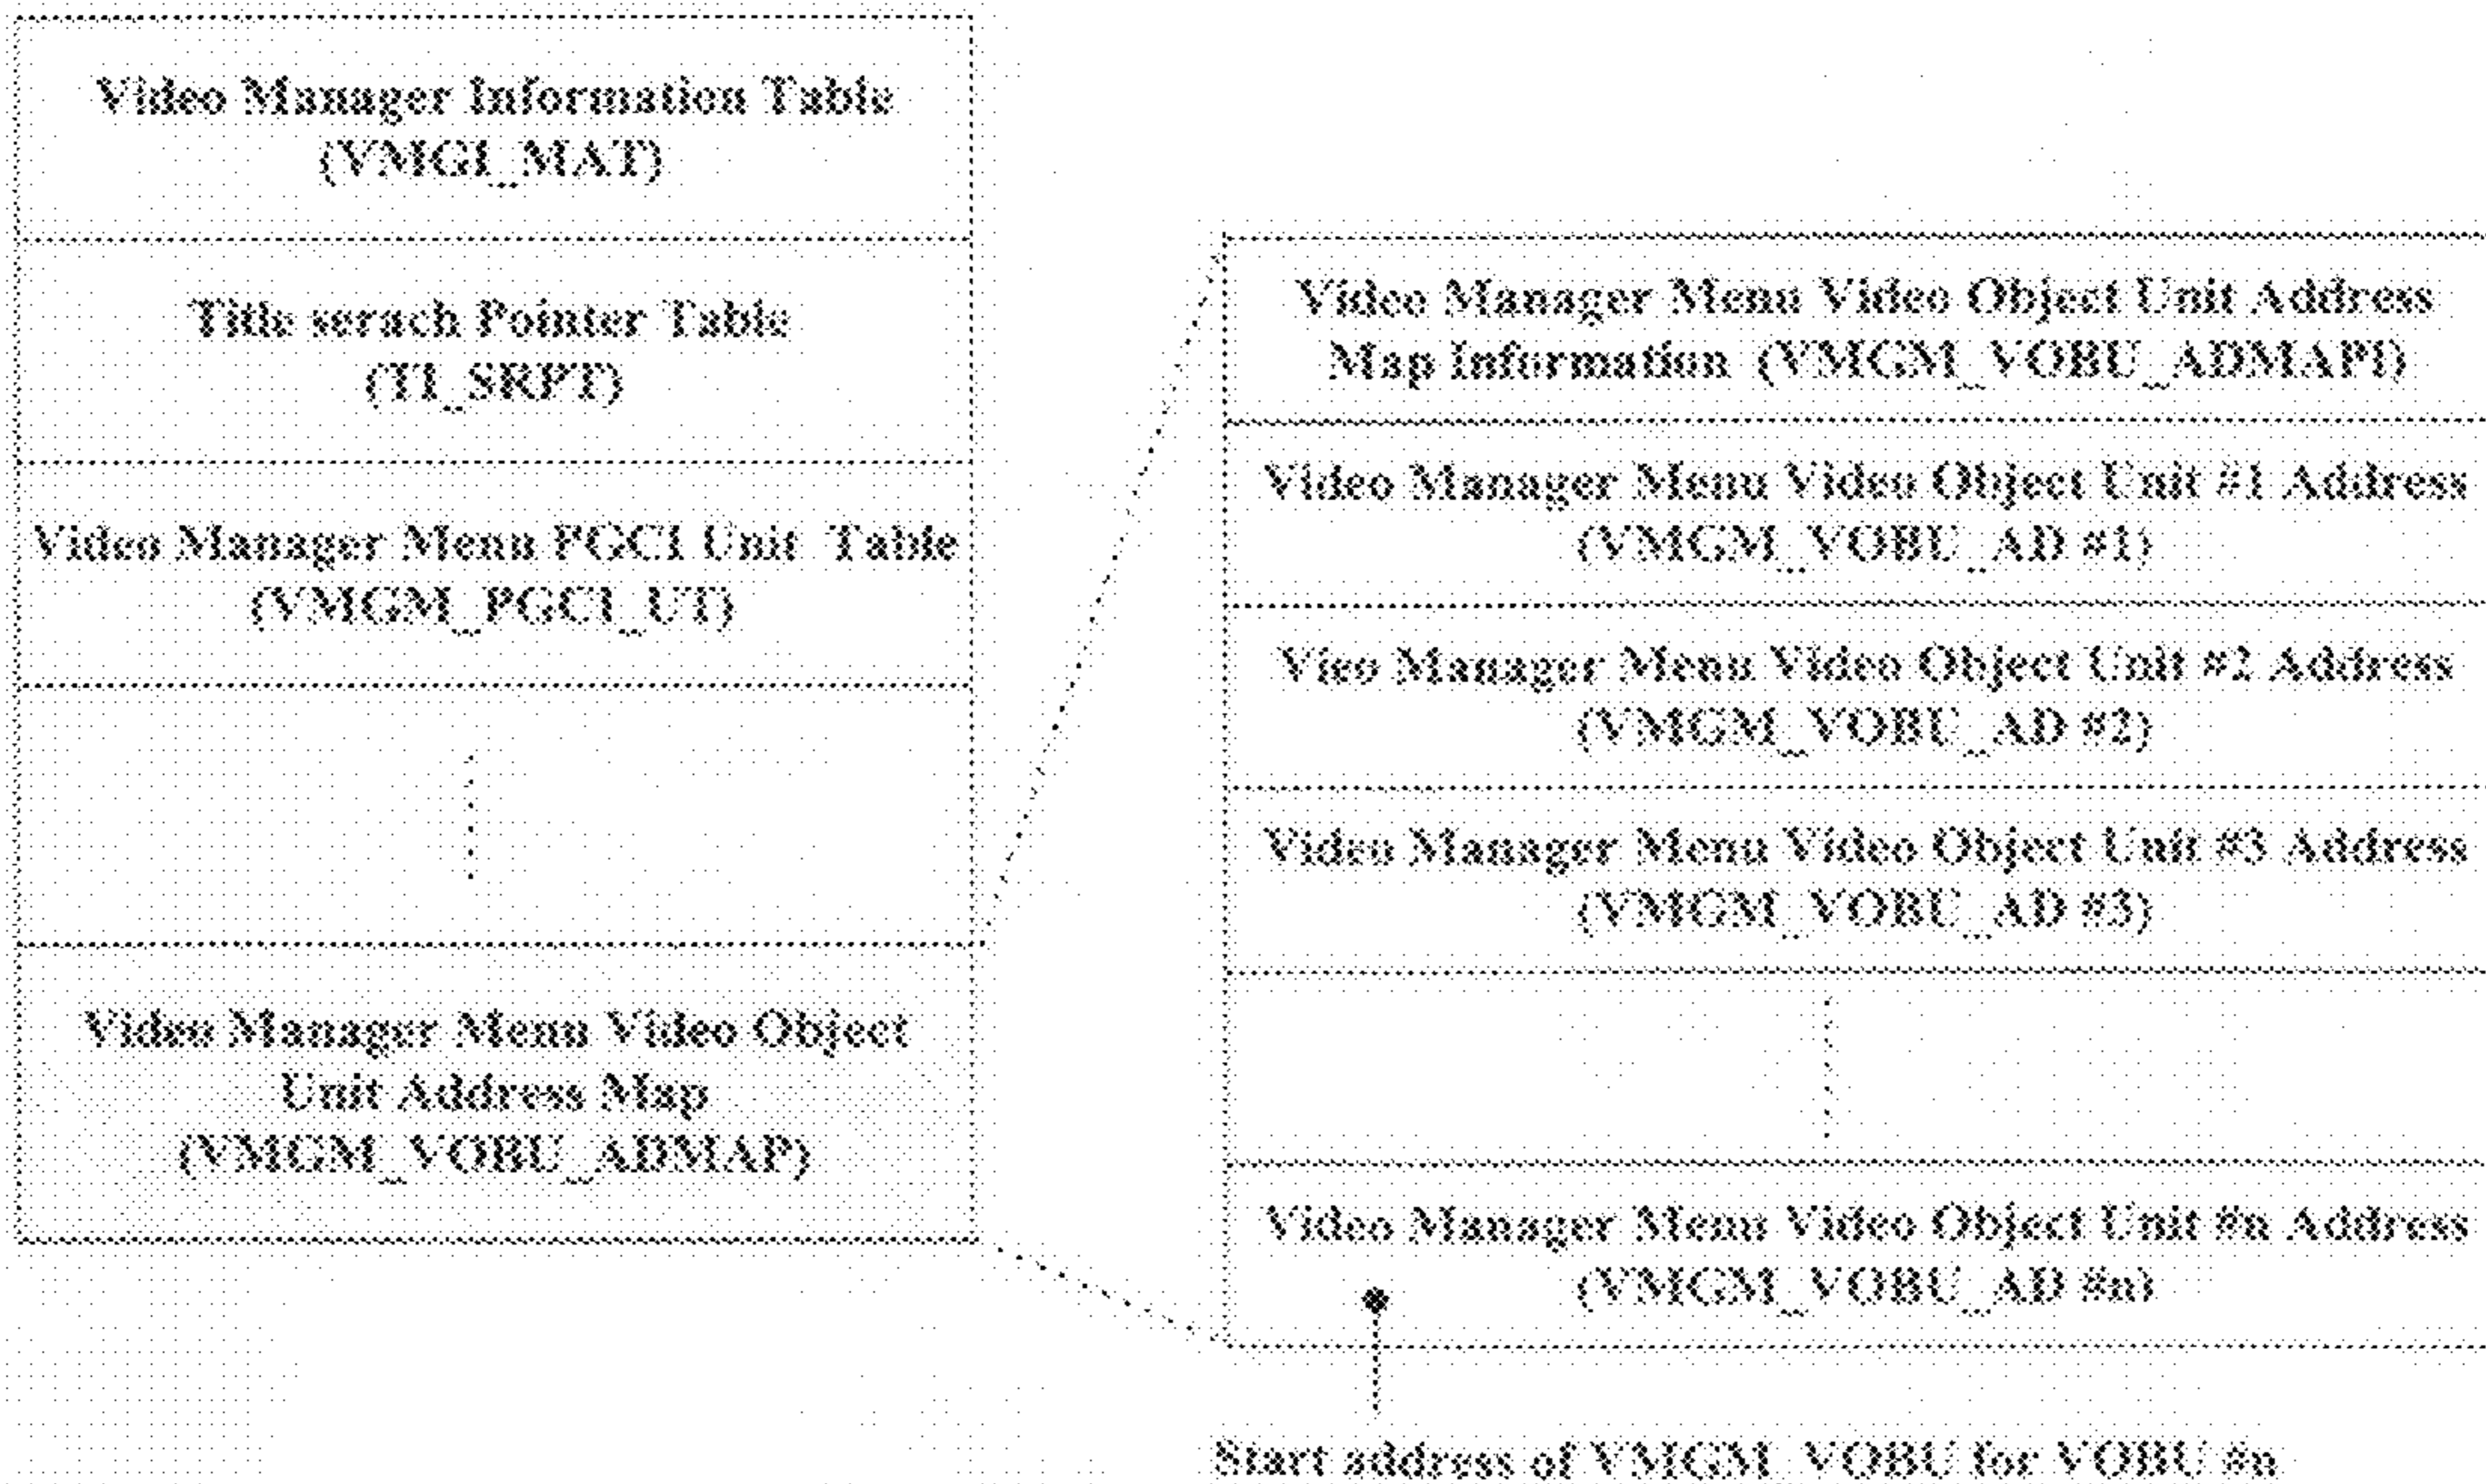 Video Manager Information Table
(VMGI_MAT)
Title serach Pointer Table
(TT_SRPT)
Video Manager Menu PGCI Unit Table
(VMGM_PGCI_UT)
Video Manager Menu Video Object
Unit Address Map
(VMGM_VOBU_ADMAP)
Video Manager Menu Video Object Unit Address
Map Information (VMGM_VOBU_ADMAPI)
Video Manager Menu Video Object Unit #1 Address
(VMGM_VOBU_AD #1)
Vieo Manager Menu Video Object Unit #2 Address
(VMGM_VOBU_AD #2)
Video Manager Menu Video Object Unit #3 Address
(VMGM_VOBU_AD #3)
Video Manager Menu Video Object Unit #n Address
(VMGM_VOBU_AD #n)
Start address of VMGM_VOBU for VOBU #n